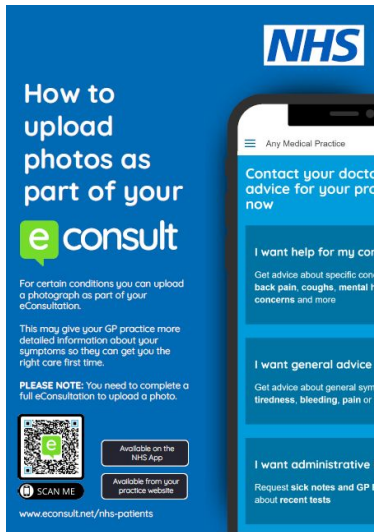 NHS
How to
upload
photos as
part of your
e consult
For certain conditions you can upload
a photograph as part of your
eConsultation.
This may give your GP practice more
detailed information about your
symptoms so they can get you the
right care first time.
PLEASE NOTE: You need to complete a
full eConsultation to upload a photo.
e
SCAN ME
Available on the
NHS App
Available from your
practice website
www.econsult.net/nhs-patients
Any Medical Practice
Contact your
advice for your
now
I want help for my
Get advice about specific
back pain, coughs, mental
concerns and more
I want general advice
Get advice about general
tiredness, bleeding, pain or
I want administrative
Request sick notes and GP
about recent tests